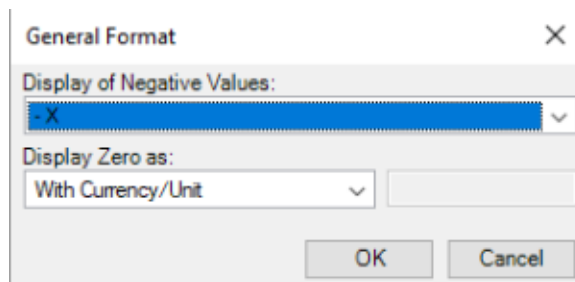 General Format
Display of Negative Values:
- X
Display Zero as:
With Currency/Unit
OK Cancel